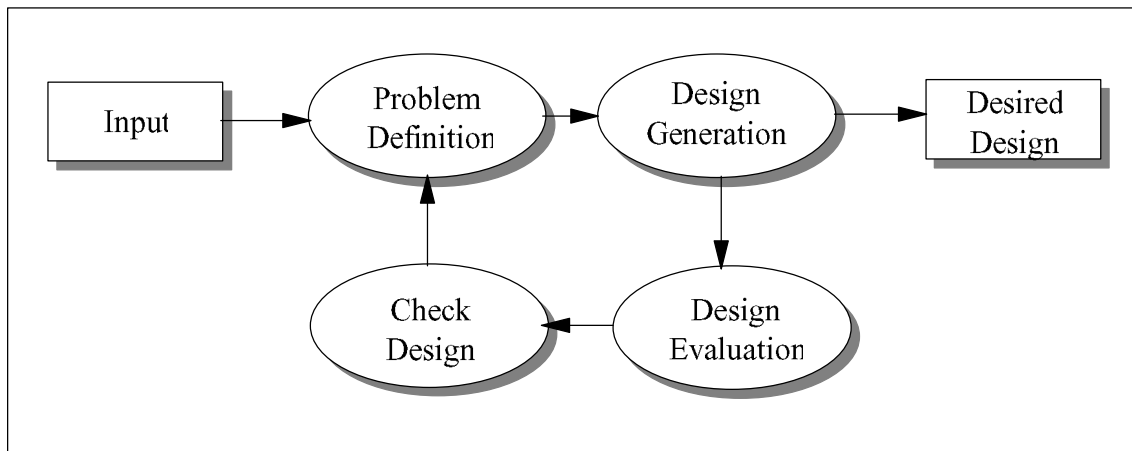 Input
Problem
Definition
Design
Generation
Desired
Design
Check
Design
Design
Evaluation